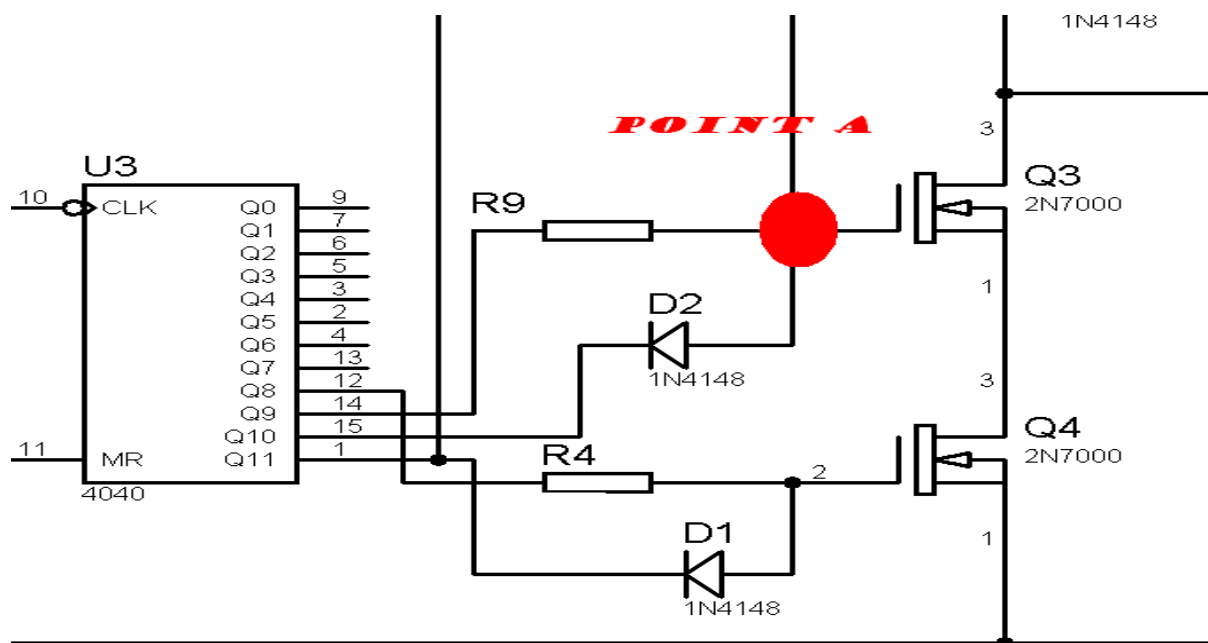 1N4148
POINT A
3
U3
Q3
2N7000
10 CLK
Q0 9
Q1 7
Q2 6
Q3 5
Q4 3
Q5 2
Q6 4
Q7 13
Q8 12
Q9 14
Q10 15
Q11 1
11 MR
4040
R9
1
D2
1N4148
3
Q4
2N7000
R4
2
1
D1
1N4148